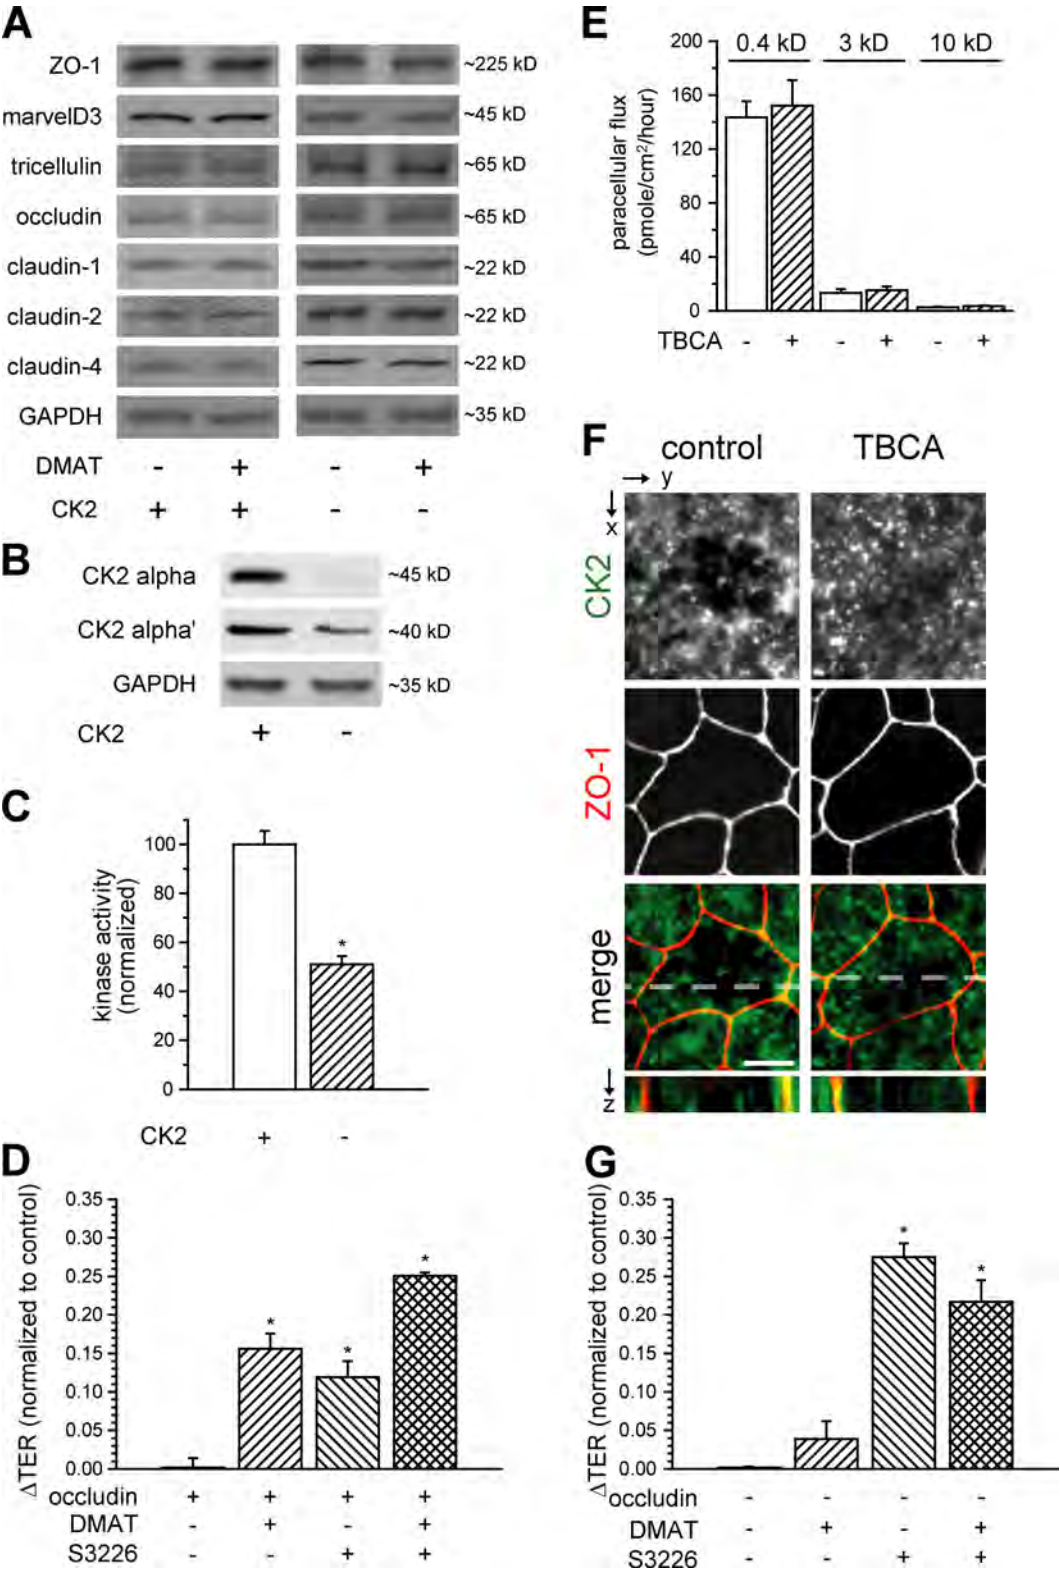 A
ZO-1 ~225 kD
marvelD3 ~45 kD
tricellulin ~65 kD
occludin ~65 kD
claudin-1 ~22 kD
claudin-2 ~22 kD
claudin-4 ~22 kD
GAPDH ~35 kD
DMAT - + - +
CK2 + + - -
B
CK2 alpha ~45 kD
CK2 alpha' ~40 kD
GAPDH ~35 kD
CK2 + -
C
kinase activity
(normalized)
100
80
60
40
20
0
*
CK2 + -
D
ΔTER (normalized to control)
0.35
0.30
0.25
0.20
0.15
0.10
0.05
0.00
* * *
occludin + + + +
DMAT - + - +
S3226 - - + +
E
paracellular flux
(pmole/cm²/hour)
200
160
120
80
40
0
0.4 kD 3 kD 10 kD
TBCA - + - + - +
F
control TBCA
y
x
CK2
ZO-1
merge
z
G
ΔTER (normalized to control)
0.35
0.30
0.25
0.20
0.15
0.10
0.05
0.00
* *
occludin - - - -
DMAT - + - +
S3226 - - + +